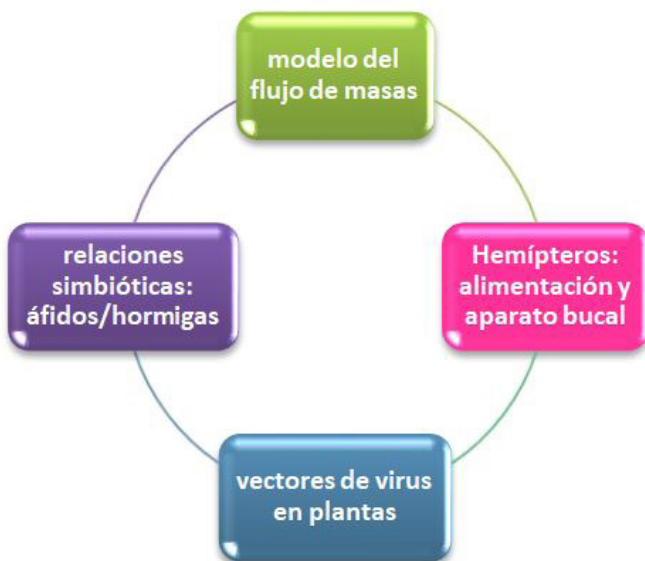 modelo del
flujo de masas
relaciones
simbióticas:
áfidos/hormigas
Hemípteros:
alimentación y
aparato bucal
vectores de virus
en plantas